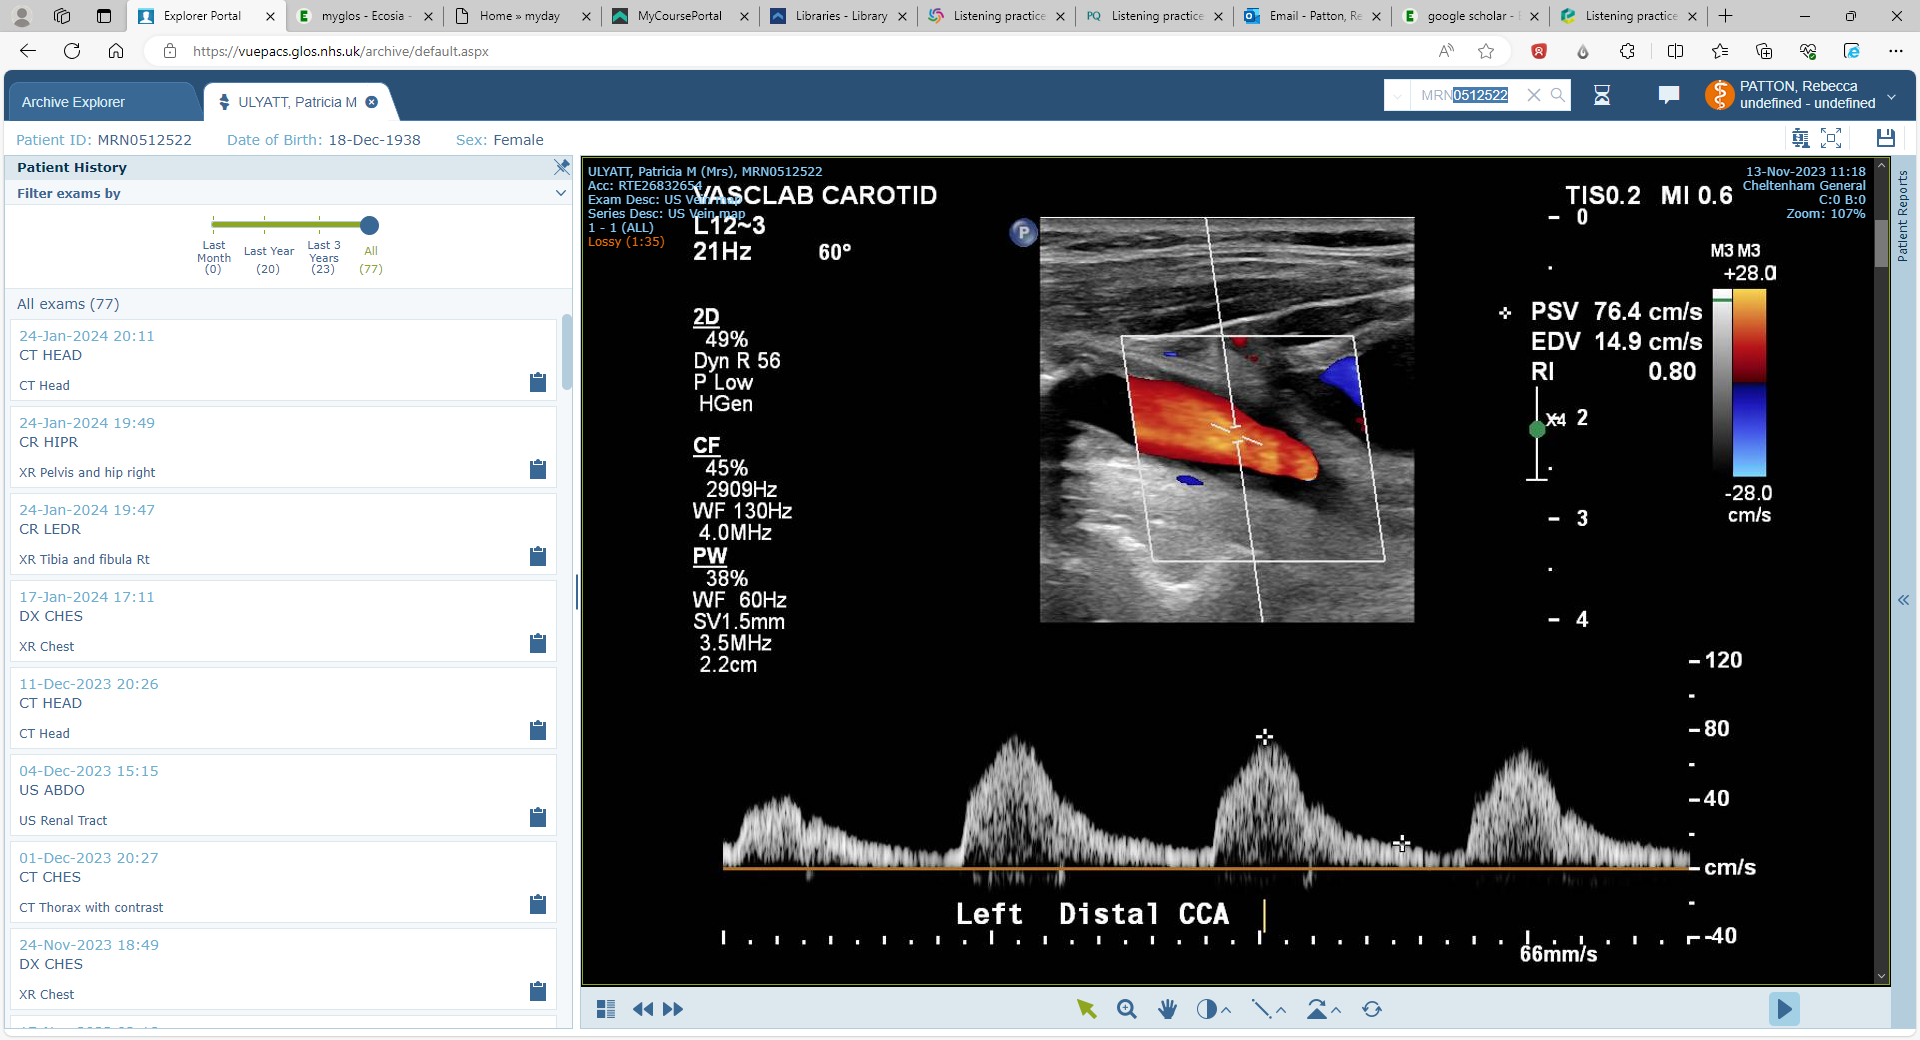 Explorer Portal
myglos - Ecosia -
Home » myday
MyCoursePortal
Libraries - Library
Listening practice
Listening practice
Email - Patton, Re
google scholar - E
Listening practice
https://vuepacs.glos.nhs.uk/archive/default.aspx
Archive Explorer
ULYATT, Patricia M
MRN0512522
PATTON, Rebecca
undefined - undefined
Patient ID: MRN0512522 Date of Birth: 18-Dec-1938 Sex: Female
Patient History
Filter exams by
Last Month (0)
Last Year (20)
Last 3 Years (23)
All (77)
All exams (77)
24-Jan-2024 20:11
CT HEAD
CT Head
24-Jan-2024 19:49
CR HIPR
XR Pelvis and hip right
24-Jan-2024 19:47
CR LEDR
XR Tibia and fibula Rt
17-Jan-2024 17:11
DX CHES
XR Chest
11-Dec-2023 20:26
CT HEAD
CT Head
04-Dec-2023 15:15
US ABDO
US Renal Tract
01-Dec-2023 20:27
CT CHES
CT Thorax with contrast
24-Nov-2023 18:49
DX CHES
XR Chest
ULYATT, Patricia M (Mrs), MRN0512522
Acc: RTE26832654
Exam Desc: US Vein map
Series Desc: US Vein map
1 - 1 (ALL)
Lossy (1:35)
VASCLAB CAROTID
L12~3
21Hz 60°
2D
49%
Dyn R 56
P Low
HGen
CF
45%
2909Hz
WF 130Hz
4.0MHz
PW
38%
WF 60Hz
SV1.5mm
3.5MHz
2.2cm
P
13-Nov-2023 11:18
Cheltenham General
C:0 B:0
Zoom: 107%
TIS0.2 MI 0.6
0
M3 M3
+28.0
PSV 76.4 cm/s
EDV 14.9 cm/s
RI 0.80
X4 2
-28.0
cm/s
3
4
120
80
40
cm/s
-40
Left Distal CCA
66mm/s
Patient Reports